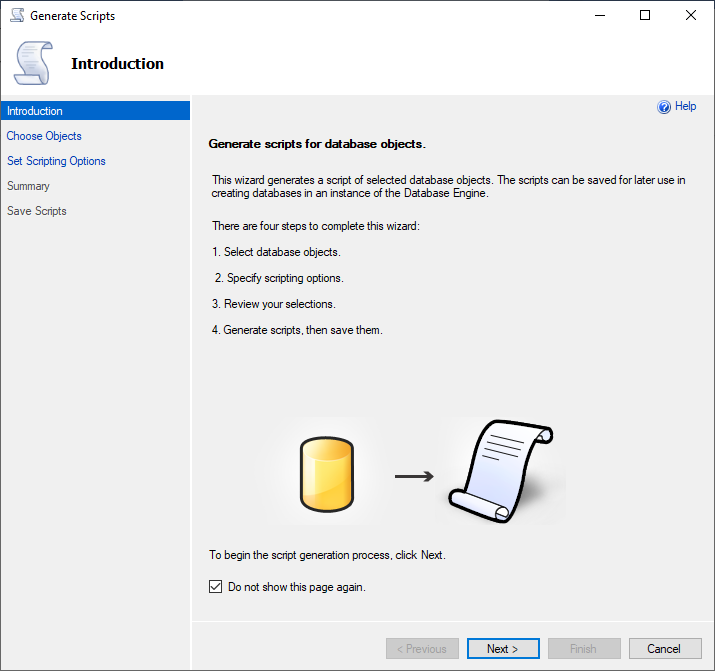 Generate Scripts
Introduction
Introduction
Choose Objects
Set Scripting Options
Summary
Save Scripts
Help
Generate scripts for database objects.
This wizard generates a script of selected database objects. The scripts can be saved for later use in
creating databases in an instance of the Database Engine.
There are four steps to complete this wizard:
1. Select database objects.
2. Specify scripting options.
3. Review your selections.
4. Generate scripts, then save them.
To begin the script generation process, click Next.
Do not show this page again.
< Previous
Next >
Finish
Cancel